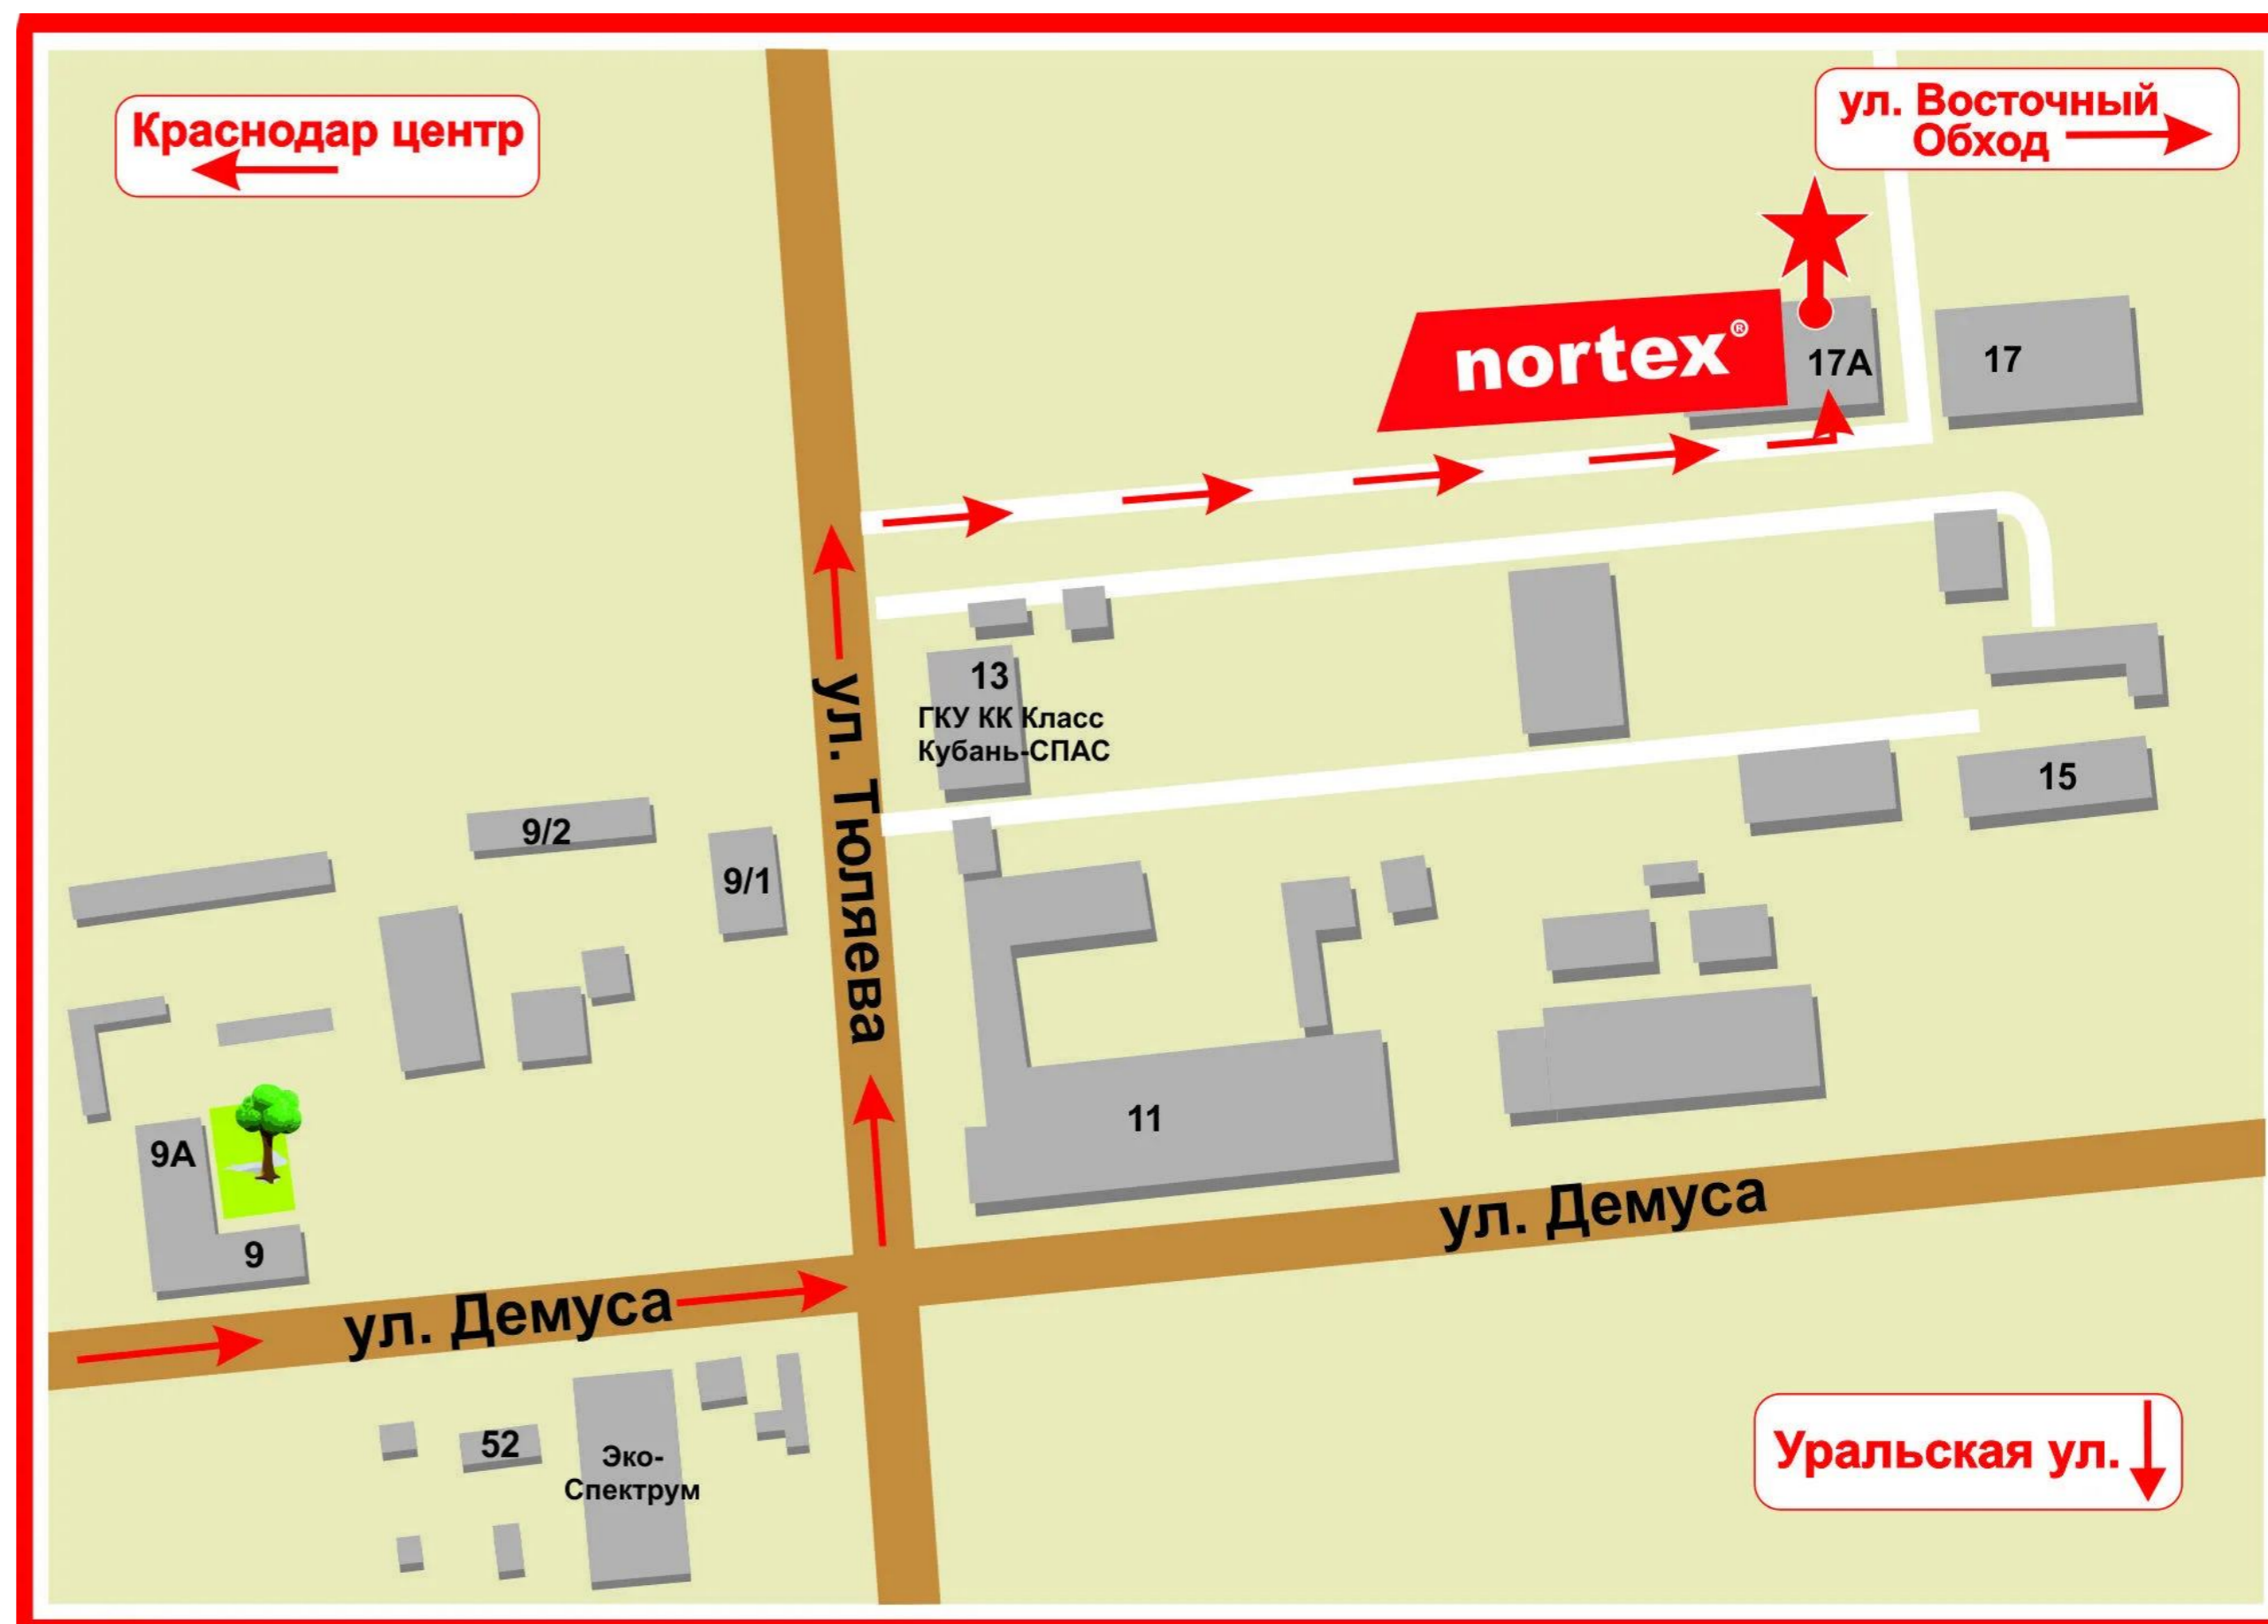 Краснодар центр
ул. Восточный
Обход
nortex®
17А
17
13
ГКУ КК Класс
Кубань-СПАС
ул. Тюляева
15
9/2
9/1
11
9А
9
ул. Демуса
ул. Демуса
52
Эко-
Спектрум
Уральская ул.